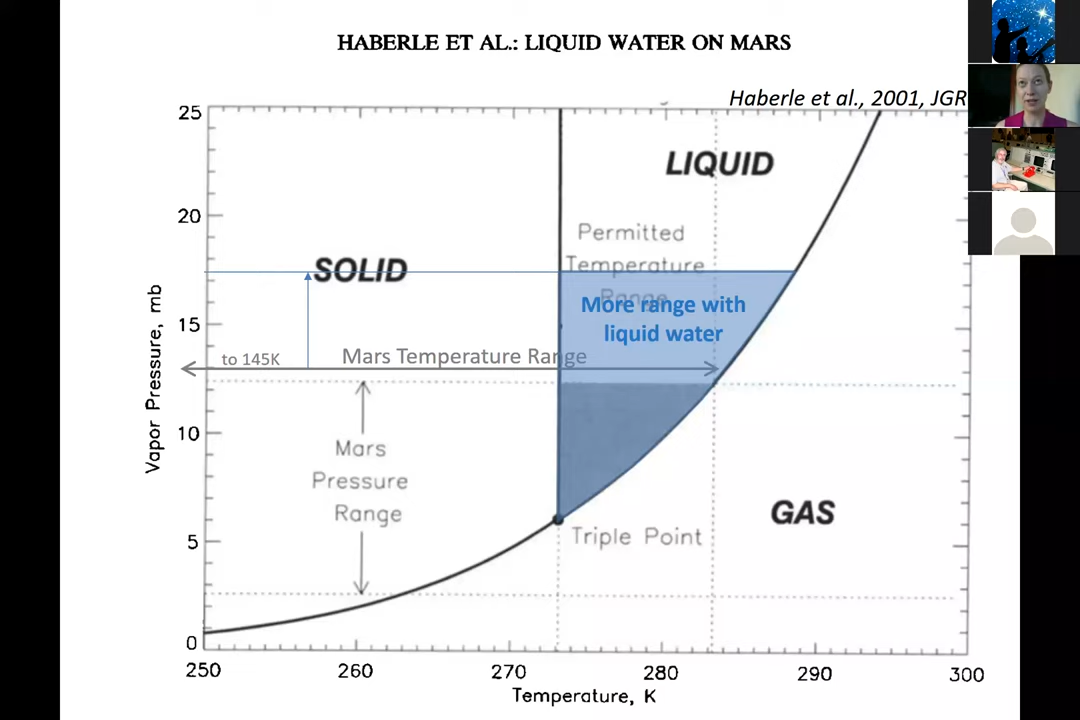 HABERLE ET AL.: LIQUID WATER ON MARS
Haberle et al., 2001, JGR
25
20
15
10
5
0
Vapor Pressure, mb
LIQUID
Permitted
Temperature
Range
SOLID
More range with
liquid water
to 145K
Mars Temperature Range
Mars
Pressure
Range
GAS
Triple Point
250
260
270
280
290
300
Temperature, K